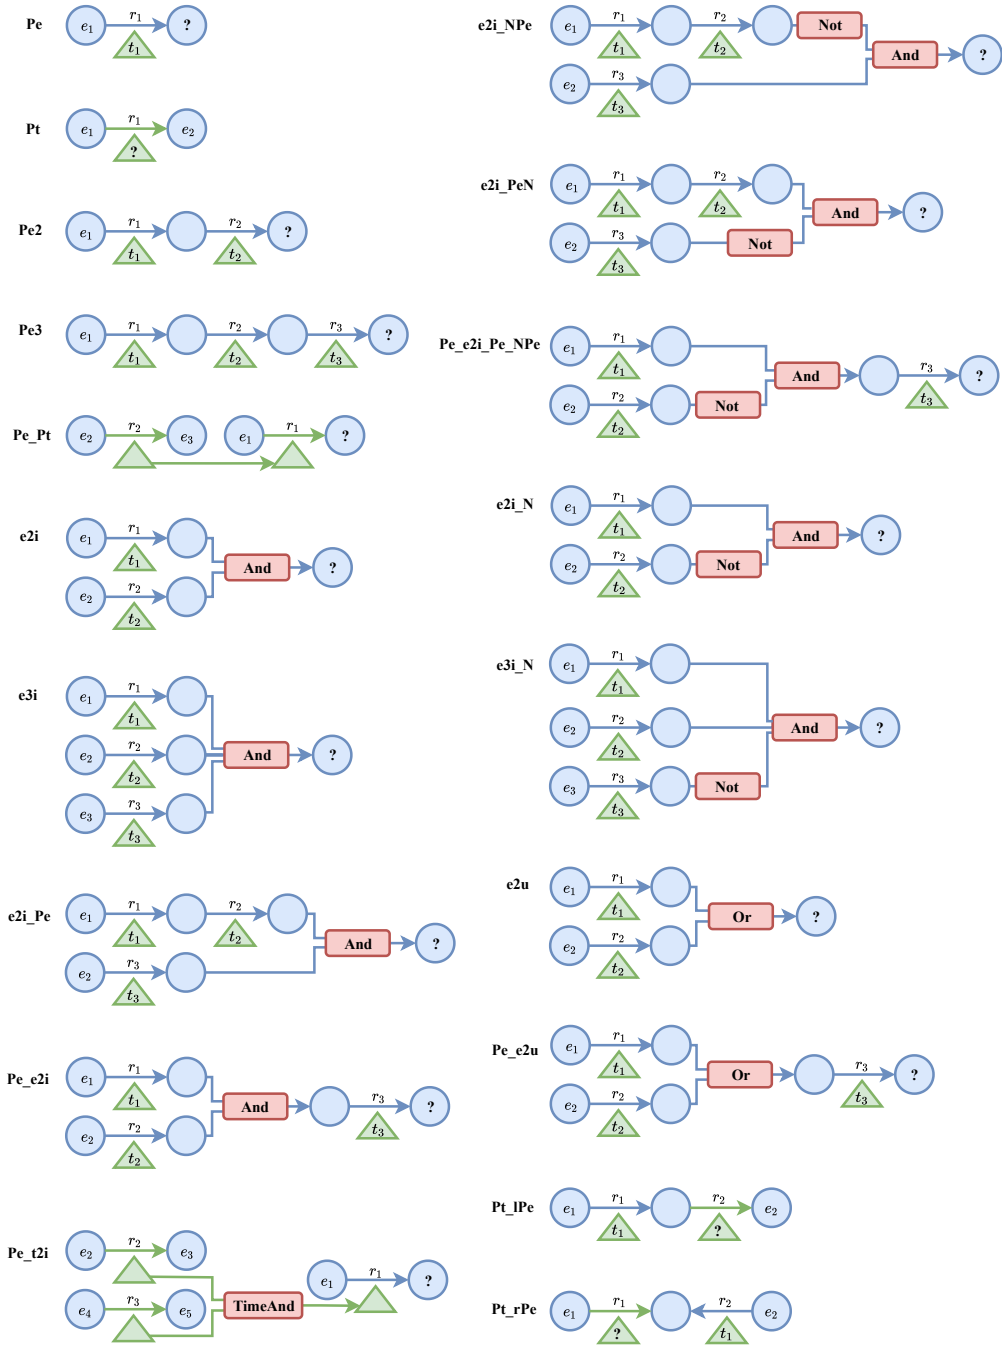 Pe e₁ r₁ t₁ ?
Pt e₁ r₁ ? e₂
Pe2 e₁ r₁ t₁ r₂ t₂ ?
Pe3 e₁ r₁ t₁ r₂ t₂ r₃ t₃ ?
Pe_Pt e₂ r₂ e₃ e₁ r₁ ?
e2i
e₁ r₁ t₁
e₂ r₂ t₂
And ?
e3i
e₁ r₁ t₁
e₂ r₂ t₂
e₃ r₃ t₃
And ?
e2i_Pe
e₁ r₁ t₁ r₂ t₂
e₂ r₃ t₃
And ?
Pe_e2i
e₁ r₁ t₁
e₂ r₂ t₂
And r₃ t₃ ?
Pe_t2i
e₂ r₂ e₃
e₄ r₃ e₅
TimeAnd e₁ r₁ ?
e2i_NPe
e₁ r₁ t₁ r₂ t₂ Not
e₂ r₃ t₃
And ?
e2i_PeN
e₁ r₁ t₁ r₂ t₂
e₂ r₃ t₃ Not
And ?
Pe_e2i_Pe_NPe
e₁ r₁ t₁
e₂ r₂ t₂ Not
And r₃ t₃ ?
e2i_N
e₁ r₁ t₁
e₂ r₂ t₂ Not
And ?
e3i_N
e₁ r₁ t₁
e₂ r₂ t₂
e₃ r₃ t₃ Not
And ?
e2u
e₁ r₁ t₁
e₂ r₂ t₂
Or ?
Pe_e2u
e₁ r₁ t₁
e₂ r₂ t₂
Or r₃ t₃ ?
Pt_lPe e₁ r₁ t₁ r₂ ? e₂
Pt_rPe e₁ r₁ ? r₂ t₁ e₂